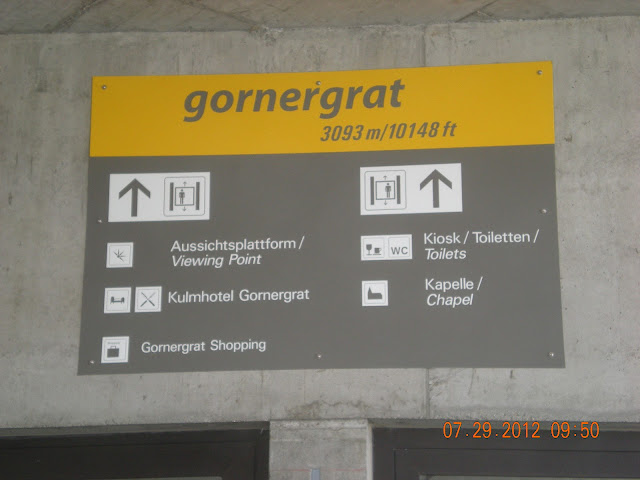 gornergrat
3093 m/10148 ft
Aussichtsplattform /
Viewing Point
Kulmhotel Gornergrat
Gornergrat Shopping
Kiosk / Toiletten /
WC
Toilets
Kapelle /
Chapel
07.29.2012 09:50